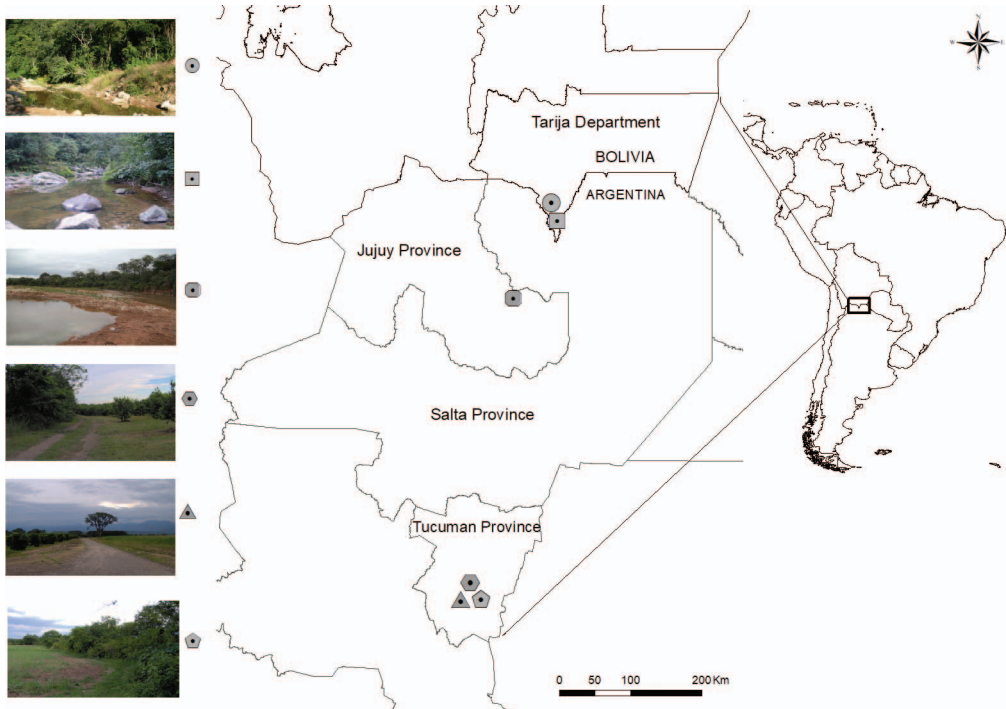 N
W
E
S
Tarija Department
BOLIVIA
ARGENTINA
Jujuy Province
Salta Province
Tucuman Province
0 50 100 200 Km